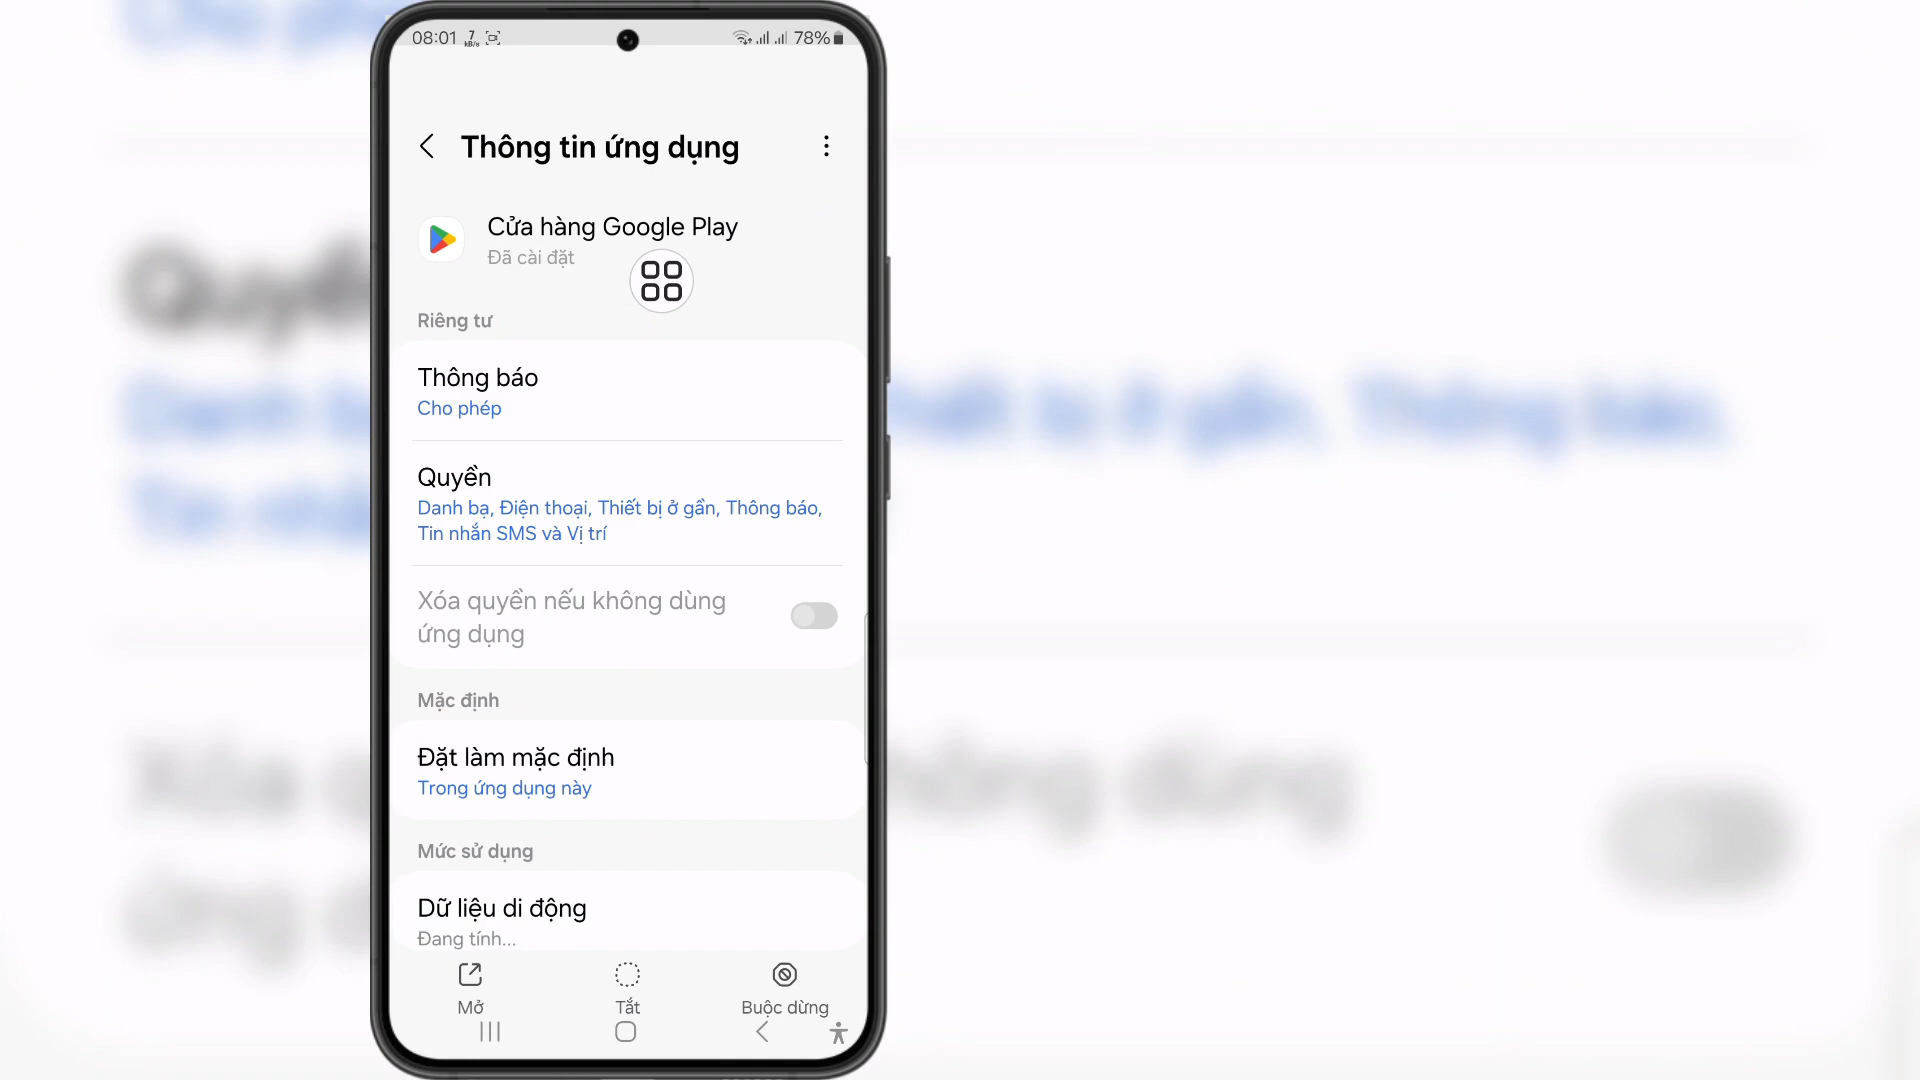 08:01 7 kB/s 78%
Thông tin ứng dụng
Cửa hàng Google Play
Đã cài đặt
Riêng tư
Thông báo
Cho phép
Quyền
Danh bạ, Điện thoại, Thiết bị ở gần, Thông báo,
Tin nhắn SMS và Vị trí
Xóa quyền nếu không dùng
ứng dụng
Mặc định
Đặt làm mặc định
Trong ứng dụng này
Mức sử dụng
Dữ liệu di động
Đang tính...
Mở Tắt Buộc dừng